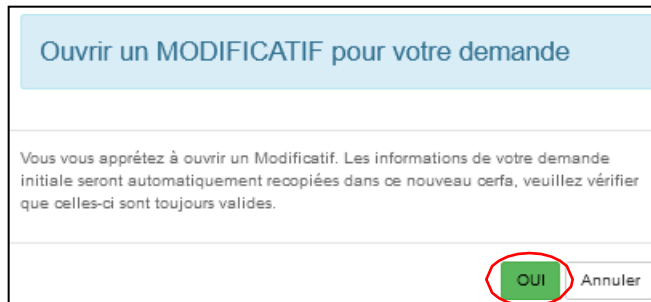 Ouvrir un MODIFICATIF pour votre demande
Vous vous apprétez à ouvrir un Modificatif. Les informations de votre demande
initiale seront automatiquement recopiées dans ce nouveau cerfa, veuillez vérifier
que celles-ci sont toujours valides.
OUI Annuler